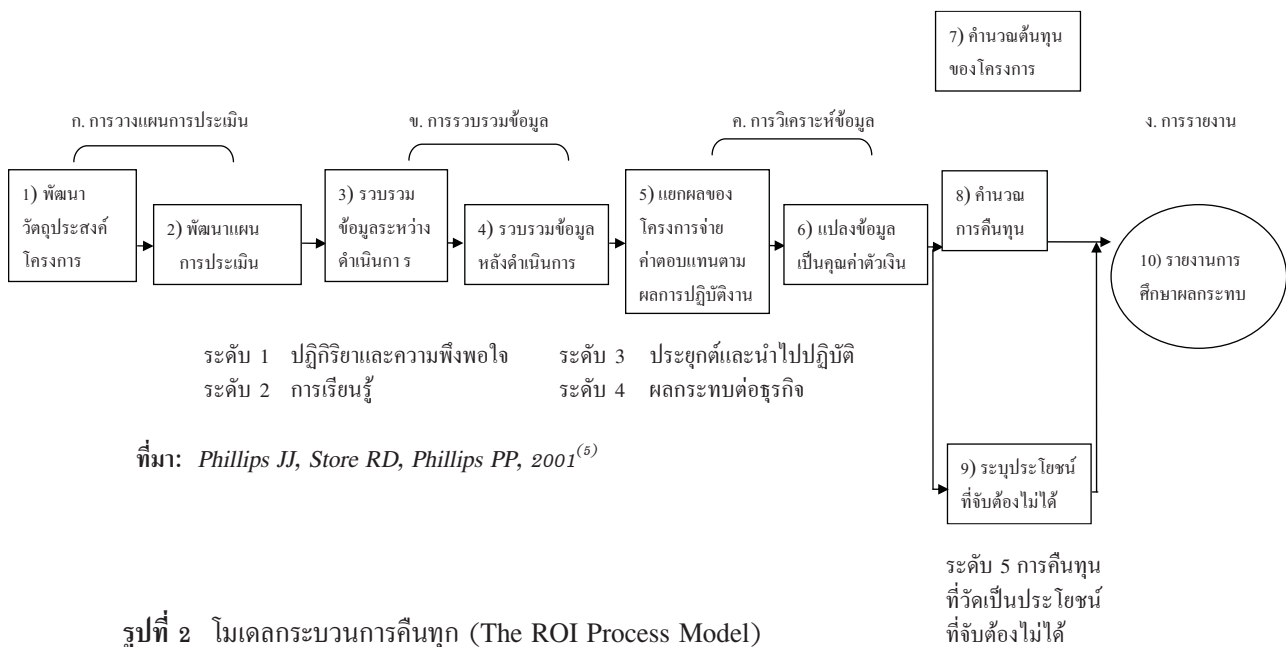 7) คำนวณต้นทุน
ของโครงการ
ก. การวางแผนการประเมิน
ข. การรวบรวมข้อมูล
ค. การวิเคราะห์ข้อมูล
ง. การรายงาน
1) พัฒนา
วัตถุประสงค์
โครงการ
2) พัฒนาแผน
การประเมิน
3) รวบรวม
ข้อมูลระหว่าง
ดำเนินกา ร
4) รวบรวมข้อมูล
หลังดำเนินการ
5) แยกผลของ
โครงการจ่าย
ค่าตอบแทนตาม
ผลการปฏิบัติงาน
6) แปลงข้อมูล
เป็นคุณค่าตัวเงิน
8) คำนวณ
การคืนทุน
10) รายงานการ
ศึกษาผลกระทบ
ระดับ 1 ปฏิกิริยาและความพึงพอใจ
ระดับ 2 การเรียนรู้
ระดับ 3 ประยุกต์และนำไปปฏิบัติ
ระดับ 4 ผลกระทบต่อธุรกิจ
ที่มา: Phillips JJ, Store RD, Phillips PP, 2001(5)
9) ระบุประโยชน์
ที่จับต้องไม่ได้
ระดับ 5 การคืนทุน
ที่วัดเป็นประโยชน์
ที่จับต้องไม่ได้
รูปที่ 2 โมเดลกระบวนการคืนทุก (The ROI Process Model)